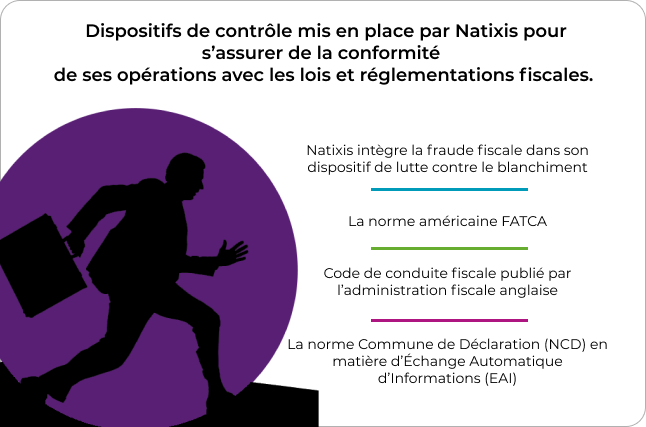 Dispositifs de contrôle mis en place par Natixis pour
s’assurer de la conformité
de ses opérations avec les lois et réglementations fiscales.
Natixis intègre la fraude fiscale dans son
dispositif de lutte contre le blanchiment
La norme américaine FATCA
Code de conduite fiscale publié par
l’administration fiscale anglaise
La norme Commune de Déclaration (NCD) en
matière d’Échange Automatique
d’Informations (EAI)